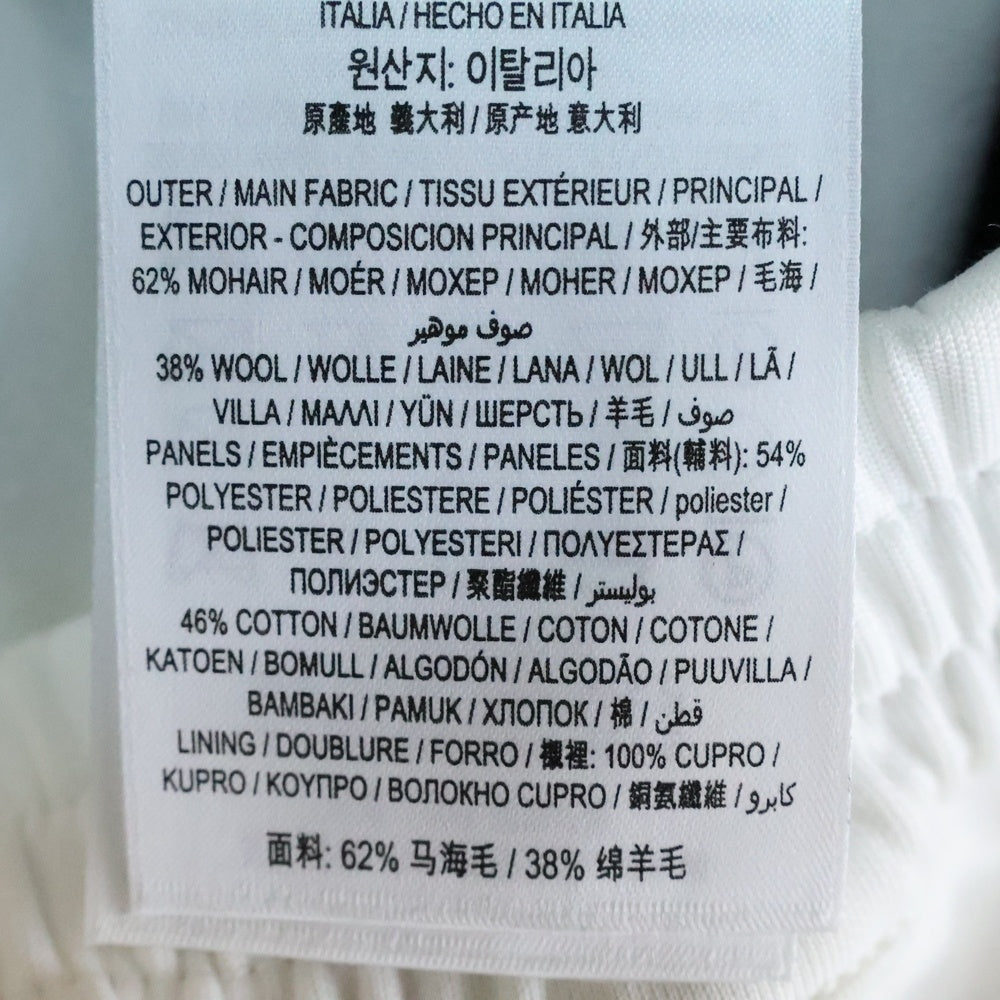 ITALIA / HECHO EN ITALIA
원산지: 이탈리아
原產地 義大利 / 原产地 意大利
OUTER / MAIN FABRIC / TISSU EXTÉRIEUR / PRINCIPAL /
EXTERIOR - COMPOSICION PRINCIPAL / 外部/主要布料:
62% MOHAIR / MOÉR / MOXEP / MOHER / MOXEP / 毛海 /
صوف موهير
38% WOOL / WOLLE / LAINE / LANA / WOL / ULL / LÃ /
VILLA / ΜΑΛΛΙ / YÜN / ШЕРСТЬ / 羊毛 / صوف
PANELS / EMPIÈCEMENTS / PANELES / 面料(輔料): 54%
POLYESTER / POLIESTERE / POLIÉSTER / poliester /
POLIESTER / POLYESTERI / ΠΟΛΥΕΣΤΕΡΑΣ /
ПОЛИЭСТЕР / 聚酯纖維 / بوليستر
46% COTTON / BAUMWOLLE / COTON / COTONE /
KATOEN / BOMULL / ALGODÓN / ALGODÃO / PUUVILLA /
BAMBAKI / PAMUK / ХЛОПОК / 棉 / قطن
LINING / DOUBLURE / FORRO / 襯裡: 100% CUPRO /
KUPRO / ΚΟΥΠΡΟ / ВОЛОКНО CUPRO / 銅氨纖維 / كابرو
面料: 62% 马海毛 / 38% 绵羊毛